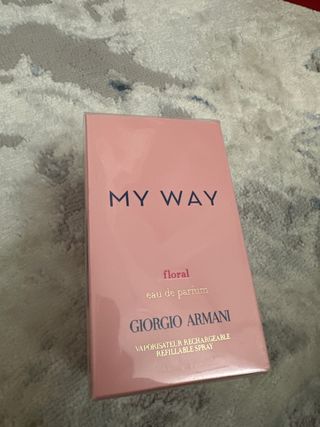 MY WAY
floral
eau de parfum
GIORGIO ARMANI
VAPORISATEUR RECHARGEABLE
REFILLABLE SPRAY